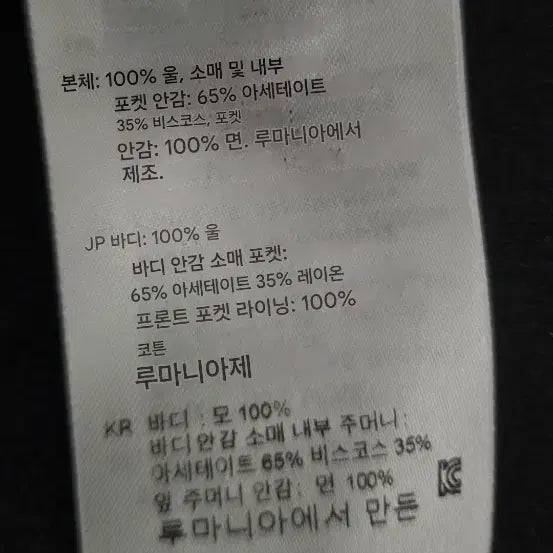 본체: 100% 울, 소매 및 내부
포켓 안감: 65% 아세테이트
35% 비스코스, 포켓
안감: 100% 면. 루마니아에서
제조.
JP 바디: 100% 울
바디 안감 소매 포켓:
65% 아세테이트 35% 레이온
프론트 포켓 라이닝: 100%
코튼
루마니아제
KR 바디 : 모 100%
바디안감 소매 내부 주머니:
아세테이트 65% 비스코스 35%
옆 주머니 안감: 면 100%
루마니아에서 만든